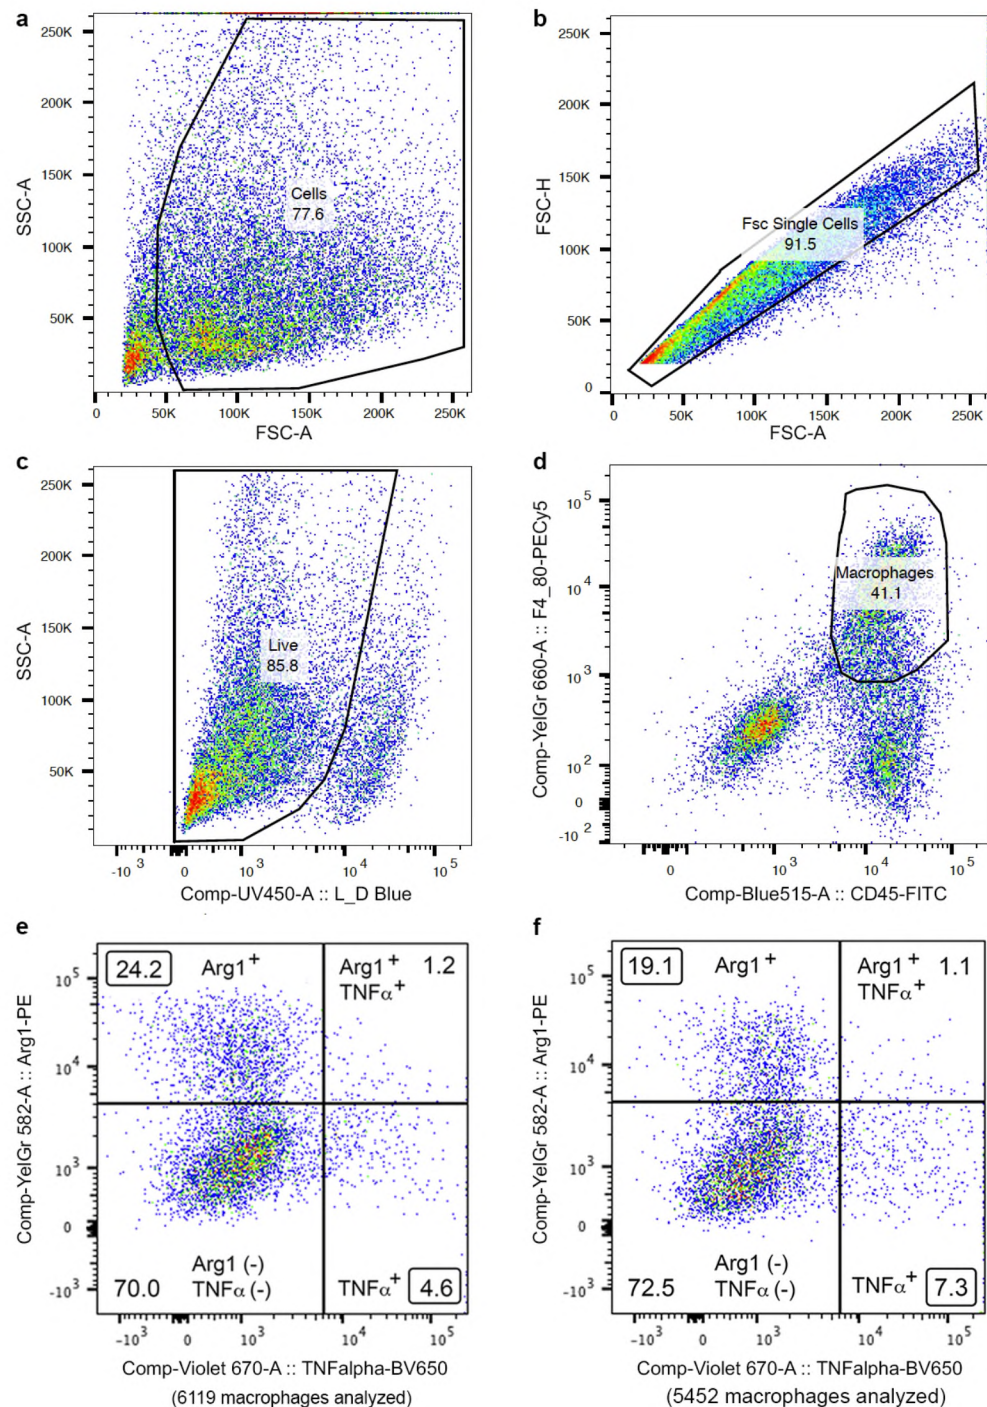 a
250K
200K
150K
100K
50K
SSC-A
Cells
77.6
0 50K 100K 150K 200K 250K
FSC-A
b
250K
200K
150K
100K
50K
0
FSC-H
Fsc Single Cells
91.5
50K 100K 150K 200K 250K
FSC-A
c
250K
200K
150K
100K
50K
SSC-A
Live
85.8
-10 3 0 10 3 10 4 10 5
Comp-UV450-A :: L_D Blue
d
10 5
10 4
10 3
10 2
0
-10 2
Comp-YelGr 660-A :: F4_80-PECy5
Macrophages
41.1
0 10 3 10 4 10 5
Comp-Blue515-A :: CD45-FITC
e
10 5
10 4
10 3
0
-10 3
Comp-YelGr 582-A :: Arg1-PE
24.2 Arg1+ Arg1+ 1.2
TNFα+
Arg1 (-)
70.0 TNFα (-) TNFα+ 4.6
-10 3 0 10 3 10 4 10 5
Comp-Violet 670-A :: TNFalpha-BV650
(6119 macrophages analyzed)
f
10 5
10 4
10 3
0
-10 3
Comp-YelGr 582-A :: Arg1-PE
19.1 Arg1+ Arg1+ 1.1
TNFα+
Arg1 (-)
72.5 TNFα (-) TNFα+ 7.3
-10 3 0 10 3 10 4 10 5
Comp-Violet 670-A :: TNFalpha-BV650
(5452 macrophages analyzed)